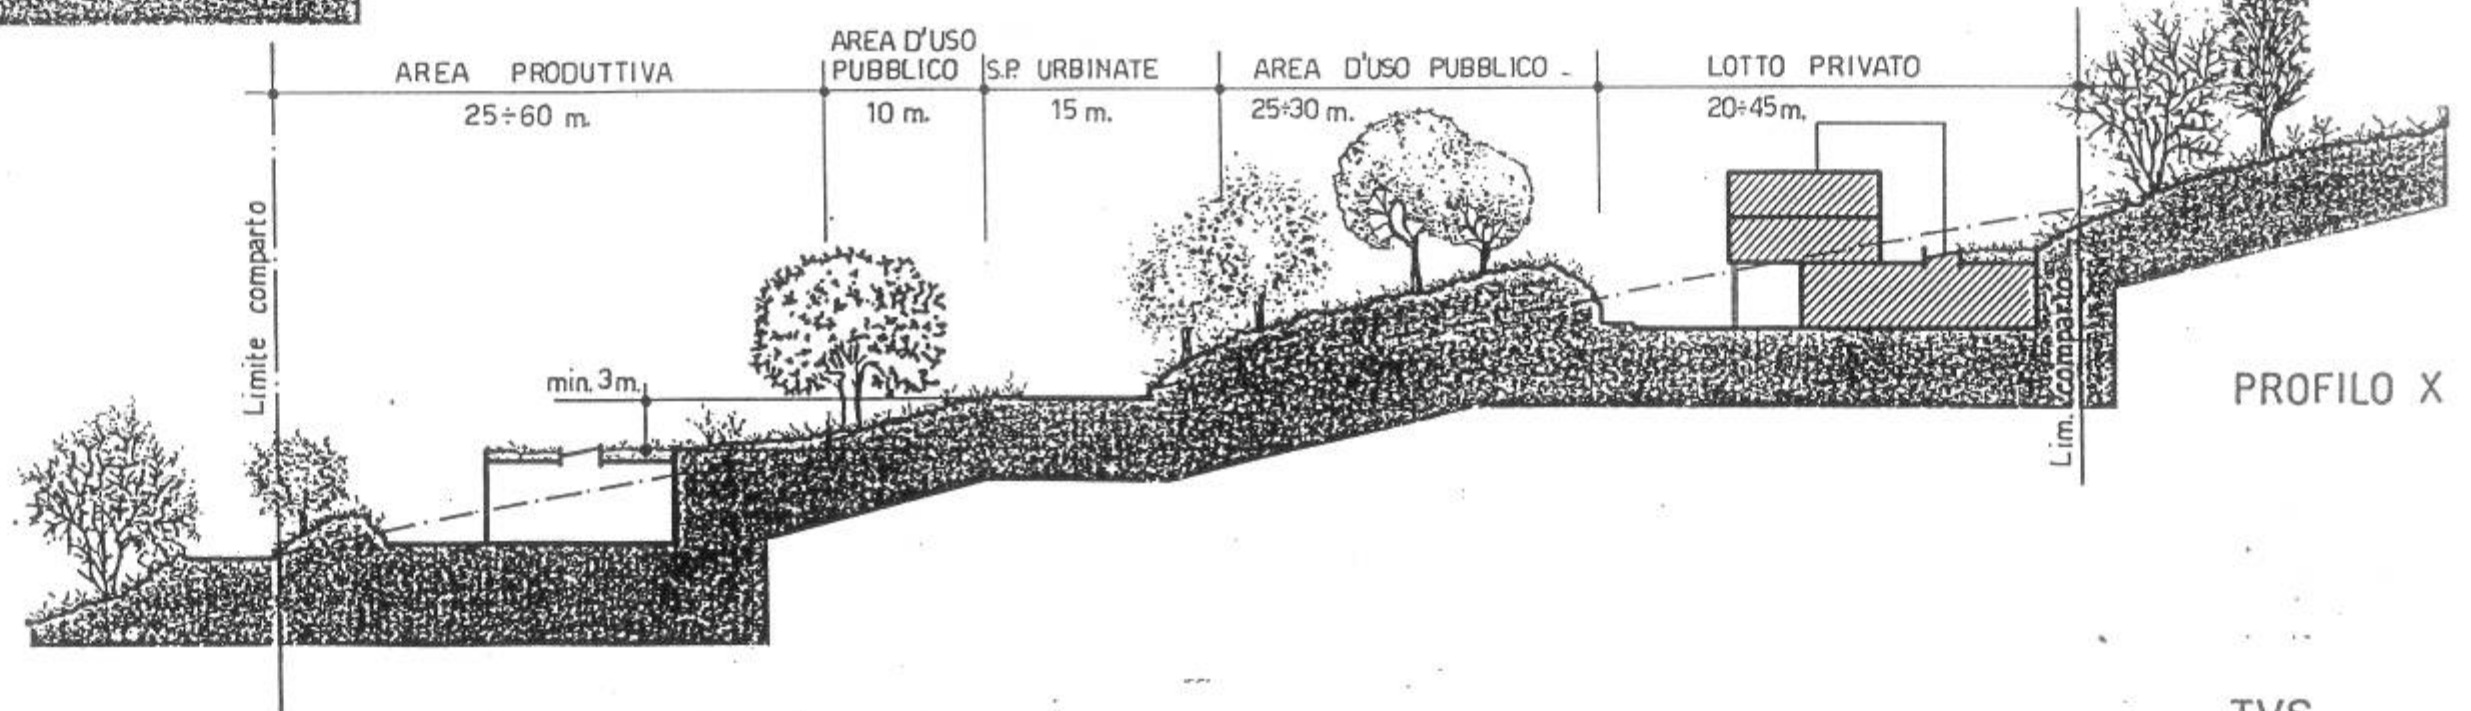 AREA PRODUTTIVA
25÷60 m.
AREA D'USO
PUBBLICO
10 m.
S.P. URBINATE
15 m.
AREA D'USO PUBBLICO
25÷30 m.
LOTTO PRIVATO
20÷45 m.
Limite comparto
min. 3 m.
Lim. comparto
PROFILO X